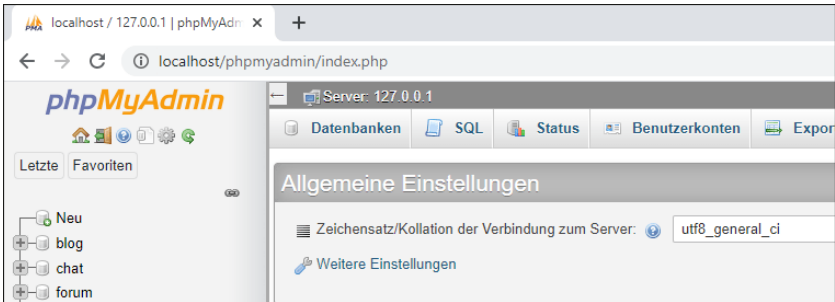 localhost / 127.0.0.1 | phpMyAdm
localhost/phpmyadmin/index.php
phpMyAdmin
Letzte Favoriten
Neu
blog
chat
forum
Server: 127.0.0.1
Datenbanken SQL Status Benutzerkonten Expor
Allgemeine Einstellungen
Zeichensatz/Kollation der Verbindung zum Server: utf8_general_ci
Weitere Einstellungen